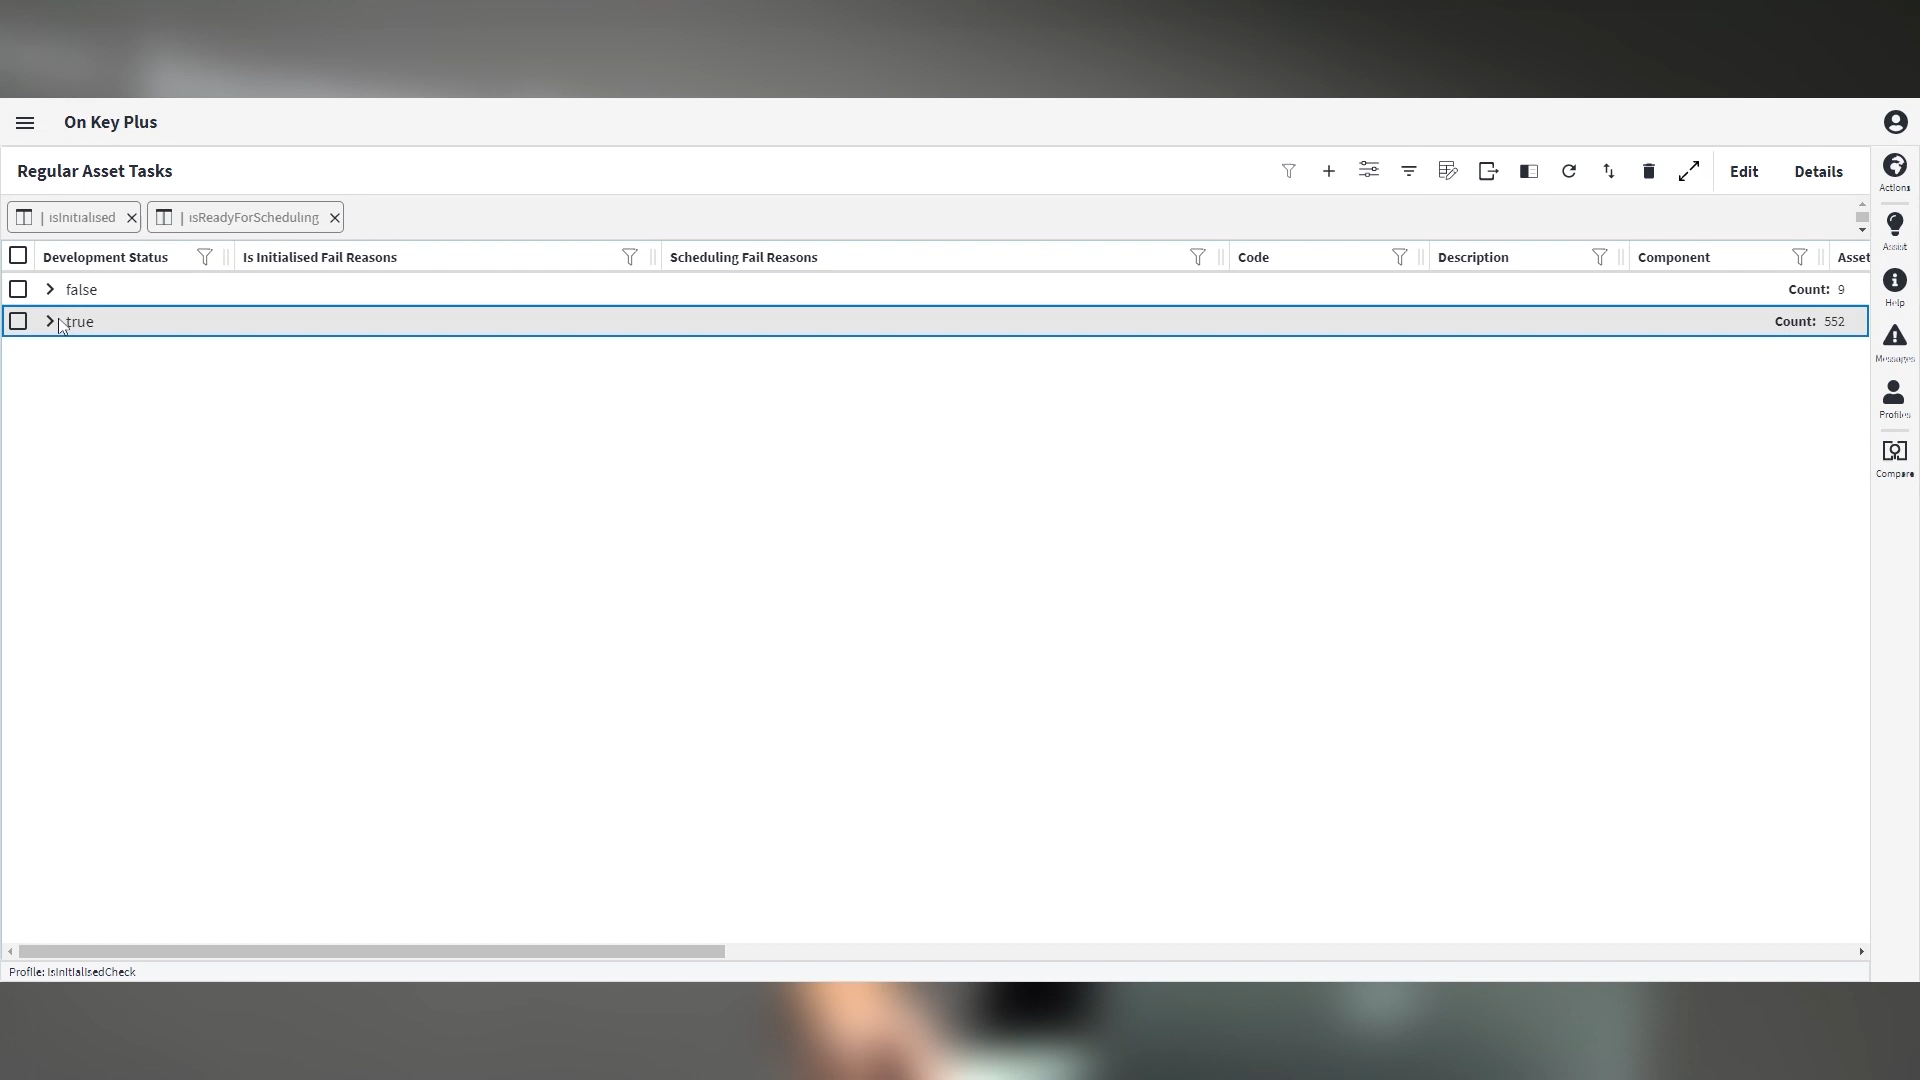 On Key Plus
Regular Asset Tasks
Edit
Details
| isInitialised
| isReadyForScheduling
Development Status
Is Initialised Fail Reasons
Scheduling Fail Reasons
Code
Description
Component
Asset
false
Count: 9
true
Count: 552
Actions
Assist
Help
Messages
Profiles
Compare
Profile: isInitialisedCheck